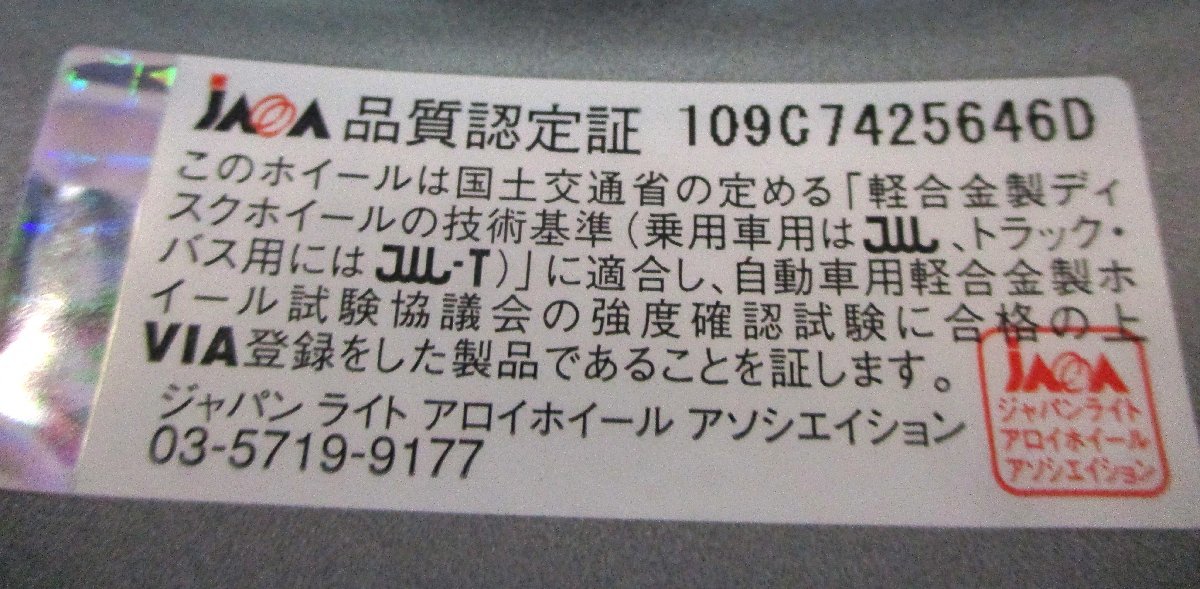 JAWA 品質認定証 109C7425646D
このホイールは国土交通省の定める「軽合金製ディ
スクホイールの技術基準（乗用車用はJWL、トラック・
バス用にはJWL-T）」に適合し、自動車用軽合金製ホ
イール試験協議会の強度確認試験に合格の上
VIA登録をした製品であることを証します。
ジャパン ライト アロイホイール アソシエイション
03-5719-9177
JAWA
ジャパンライト
アロイホイール
アソシエイション